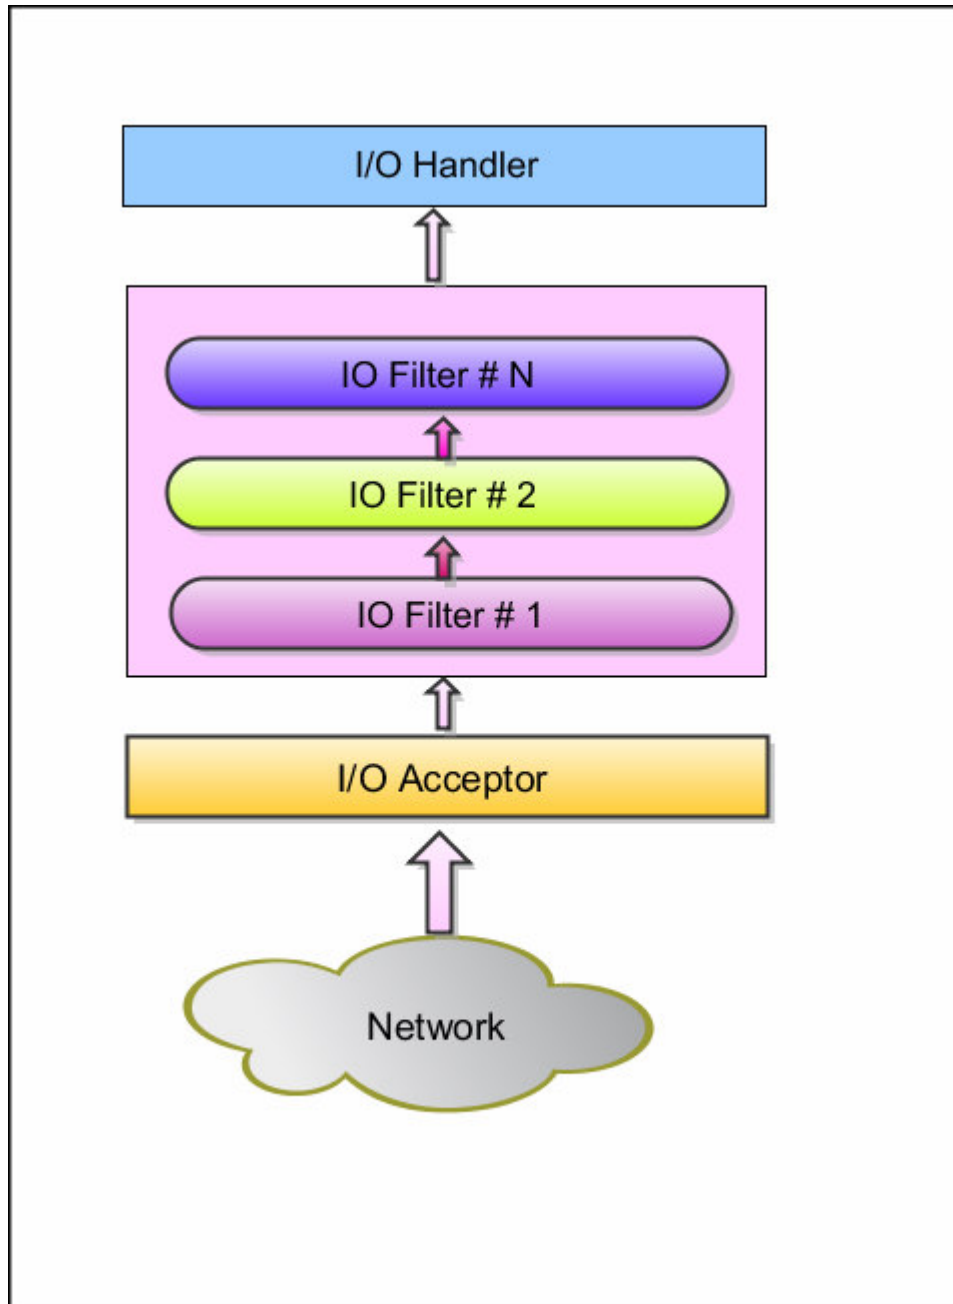 I/O Handler
IO Filter # N
IO Filter # 2
IO Filter # 1
I/O Acceptor
Network